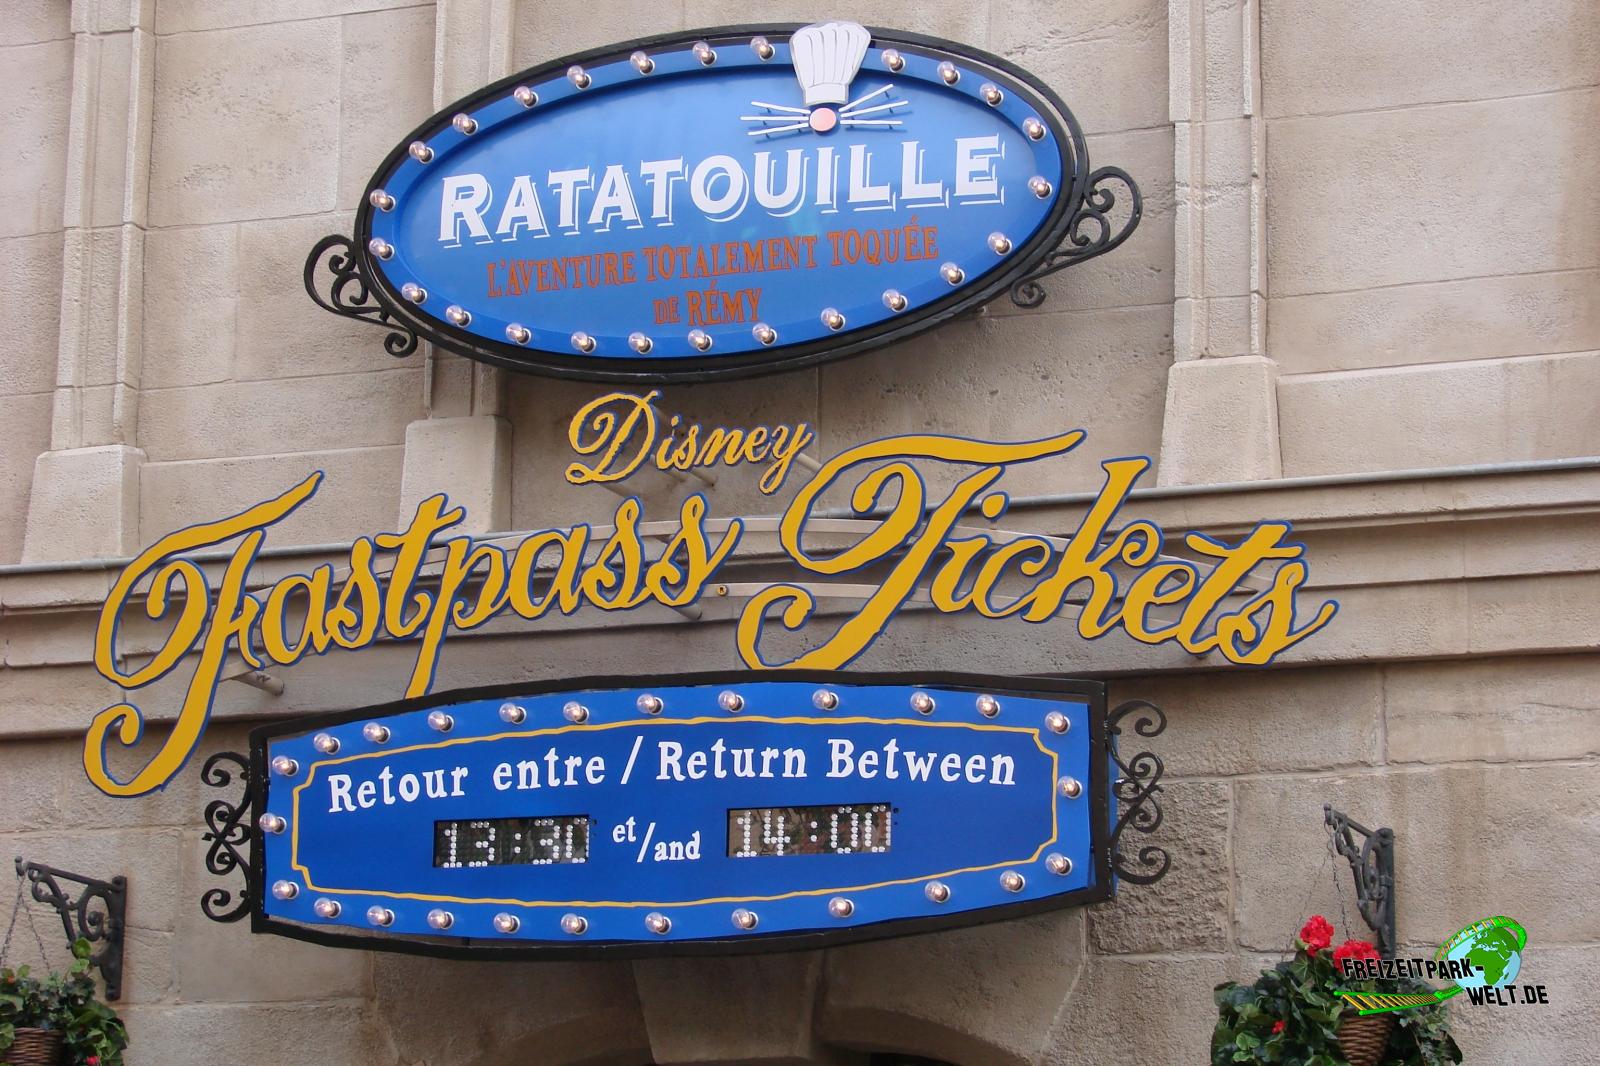 RATATOUILLE
L'AVENTURE TOTALEMENT TOQUÉE
DE RÉMY
Disney
Fastpass Tickets
Retour entre / Return Between
13:30 et/and 14:00
FREIZEITPARK-
WELT.DE